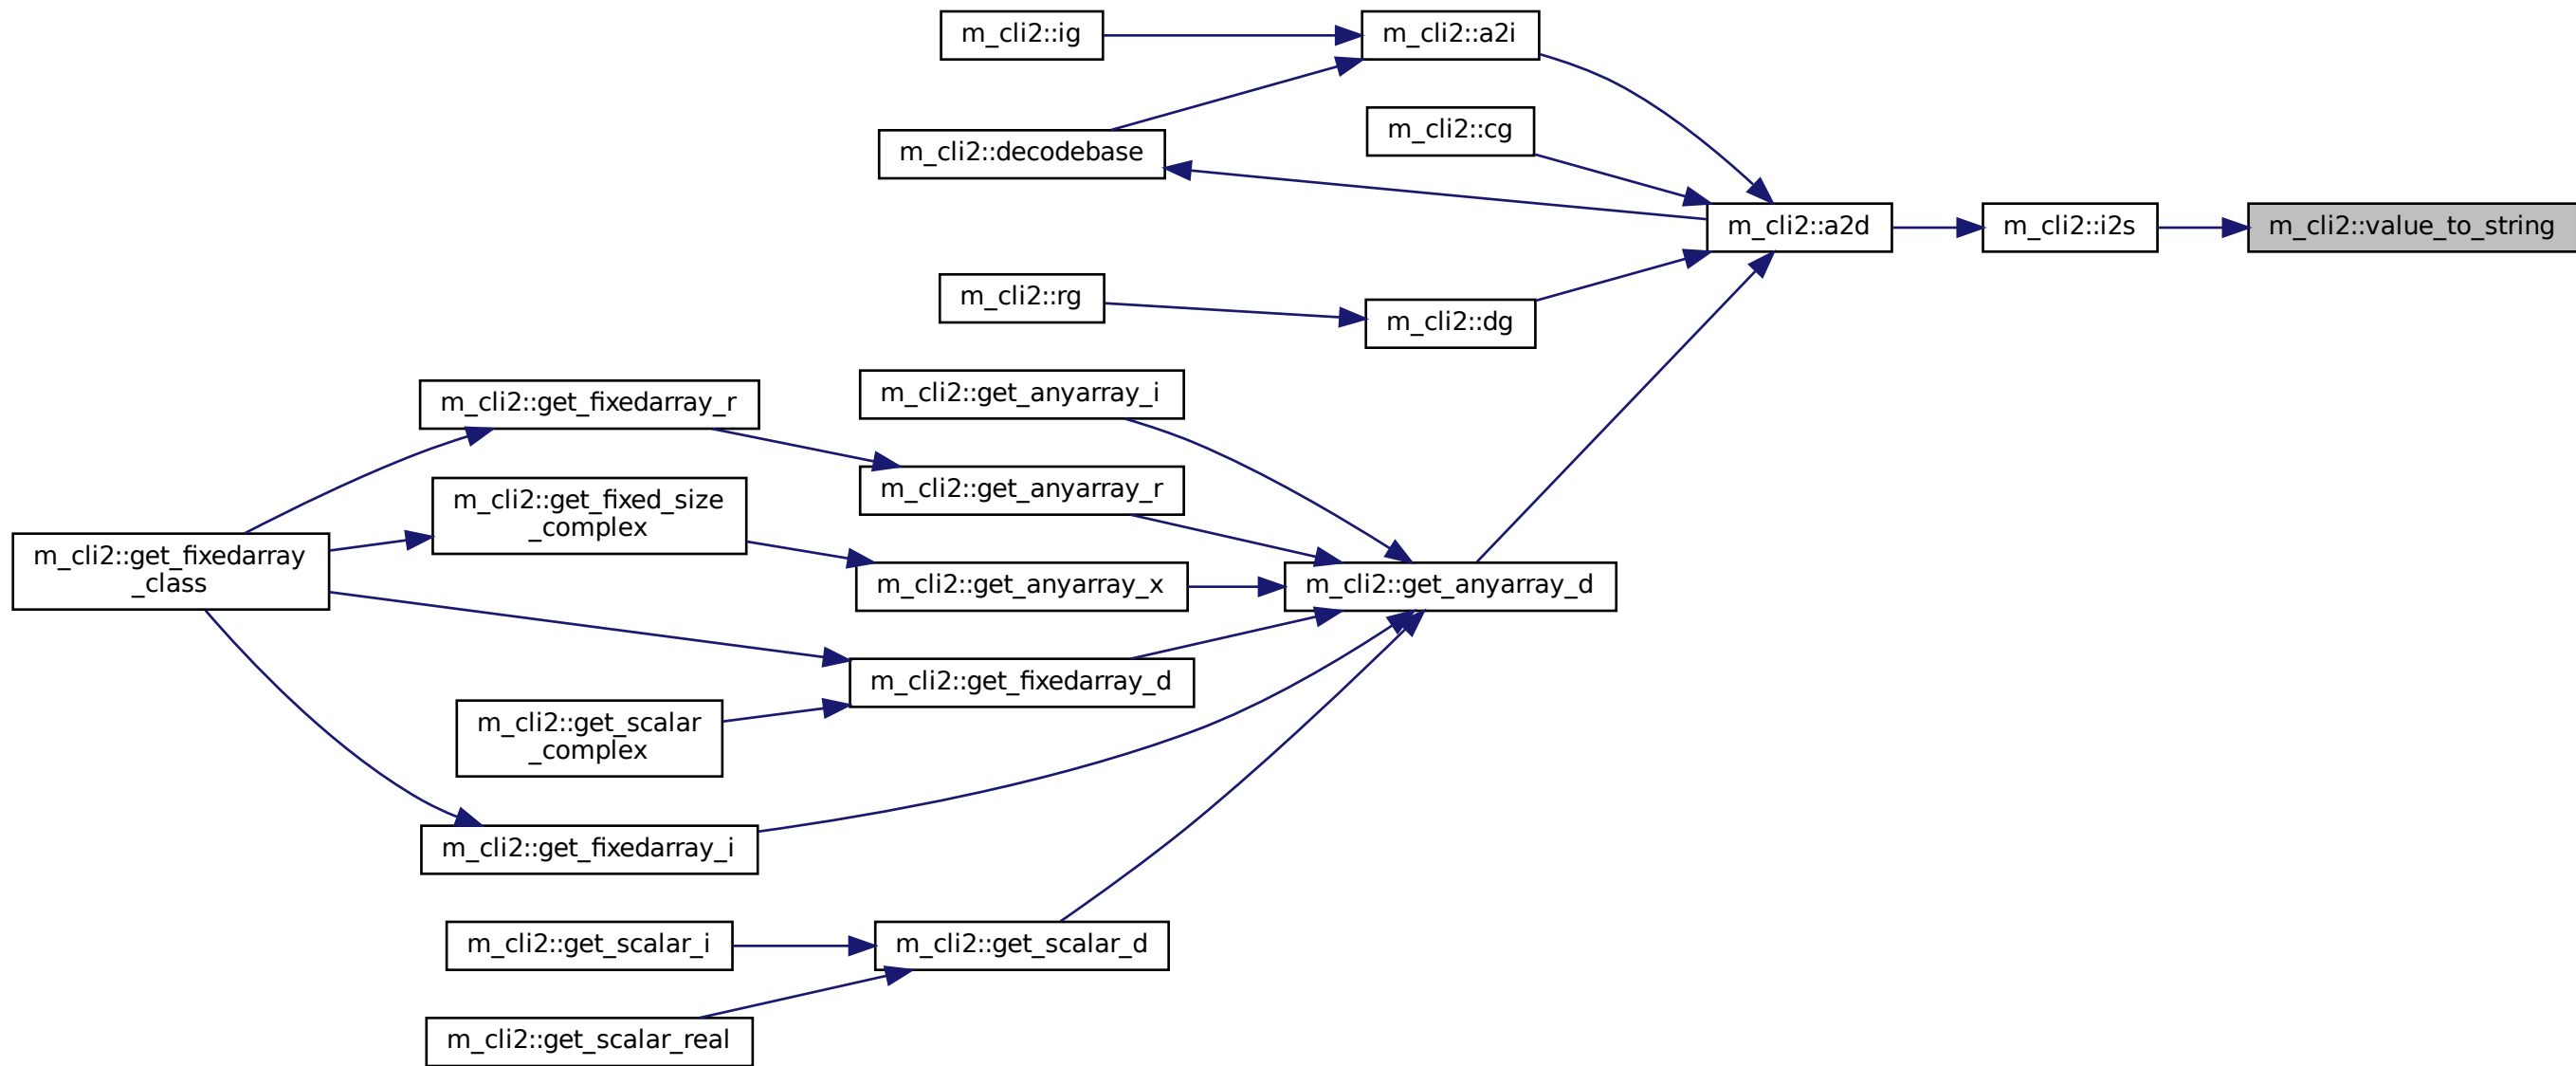 m_cli2::ig
m_cli2::a2i
m_cli2::cg
m_cli2::decodebase
m_cli2::a2d
m_cli2::i2s
m_cli2::value_to_string
m_cli2::rg
m_cli2::dg
m_cli2::get_anyarray_i
m_cli2::get_fixedarray_r
m_cli2::get_anyarray_r
m_cli2::get_fixed_size
_complex
m_cli2::get_fixedarray
_class
m_cli2::get_anyarray_x
m_cli2::get_anyarray_d
m_cli2::get_fixedarray_d
m_cli2::get_scalar
_complex
m_cli2::get_fixedarray_i
m_cli2::get_scalar_i
m_cli2::get_scalar_d
m_cli2::get_scalar_real